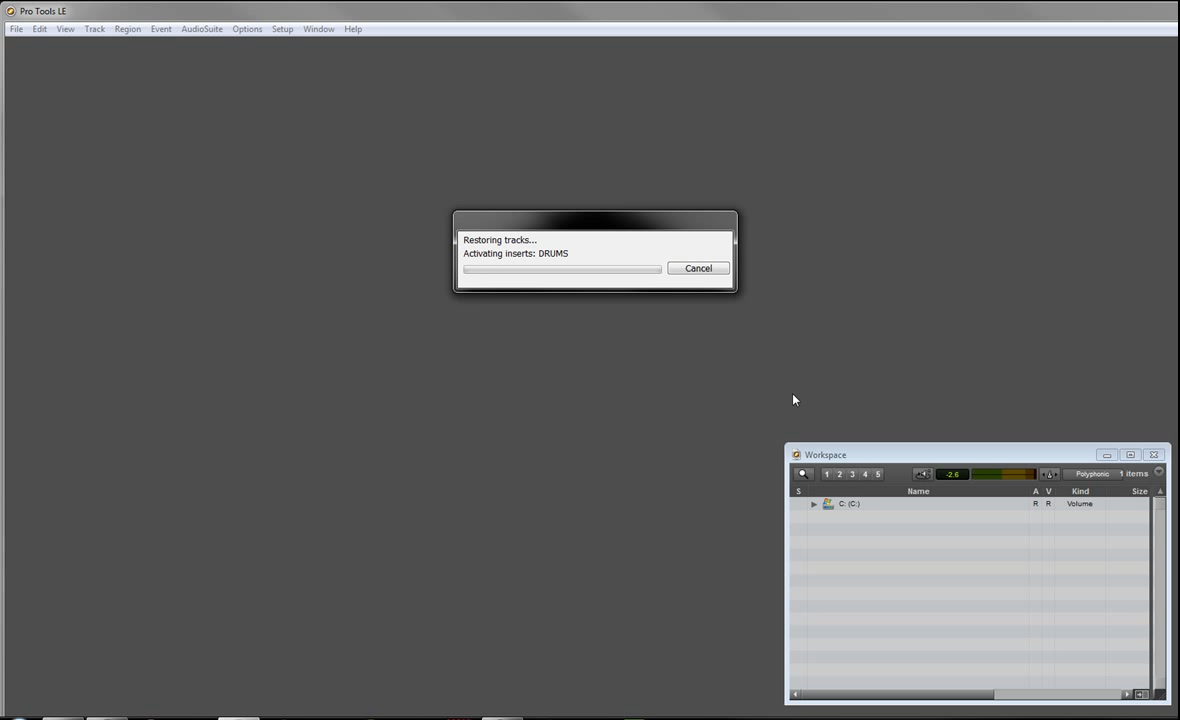 Pro Tools LE
File Edit View Track Region Event AudioSuite Options Setup Window Help
Restoring tracks...
Activating inserts: DRUMS
Cancel
Workspace
1 2 3 4 5 -2.6 Polyphonic 1 items
S Name A V Kind Size
C: (C:) R R Volume